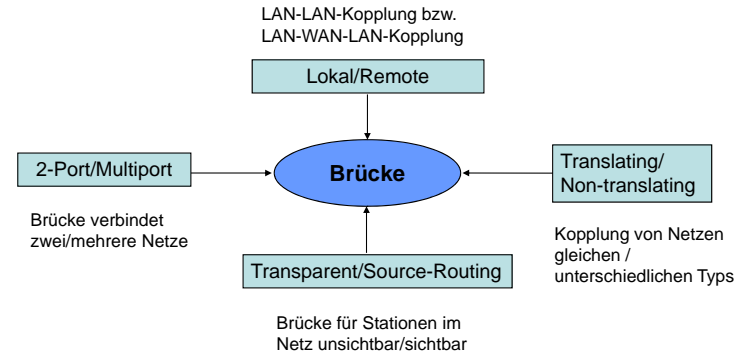 LAN-LAN-Kopplung bzw.
LAN-WAN-LAN-Kopplung
Lokal/Remote
2-Port/Multiport
Brücke
Translating/
Non-translating
Brücke verbindet
zwei/mehrere Netze
Kopplung von Netzen
gleichen /
unterschiedlichen Typs
Transparent/Source-Routing
Brücke für Stationen im
Netz unsichtbar/sichtbar